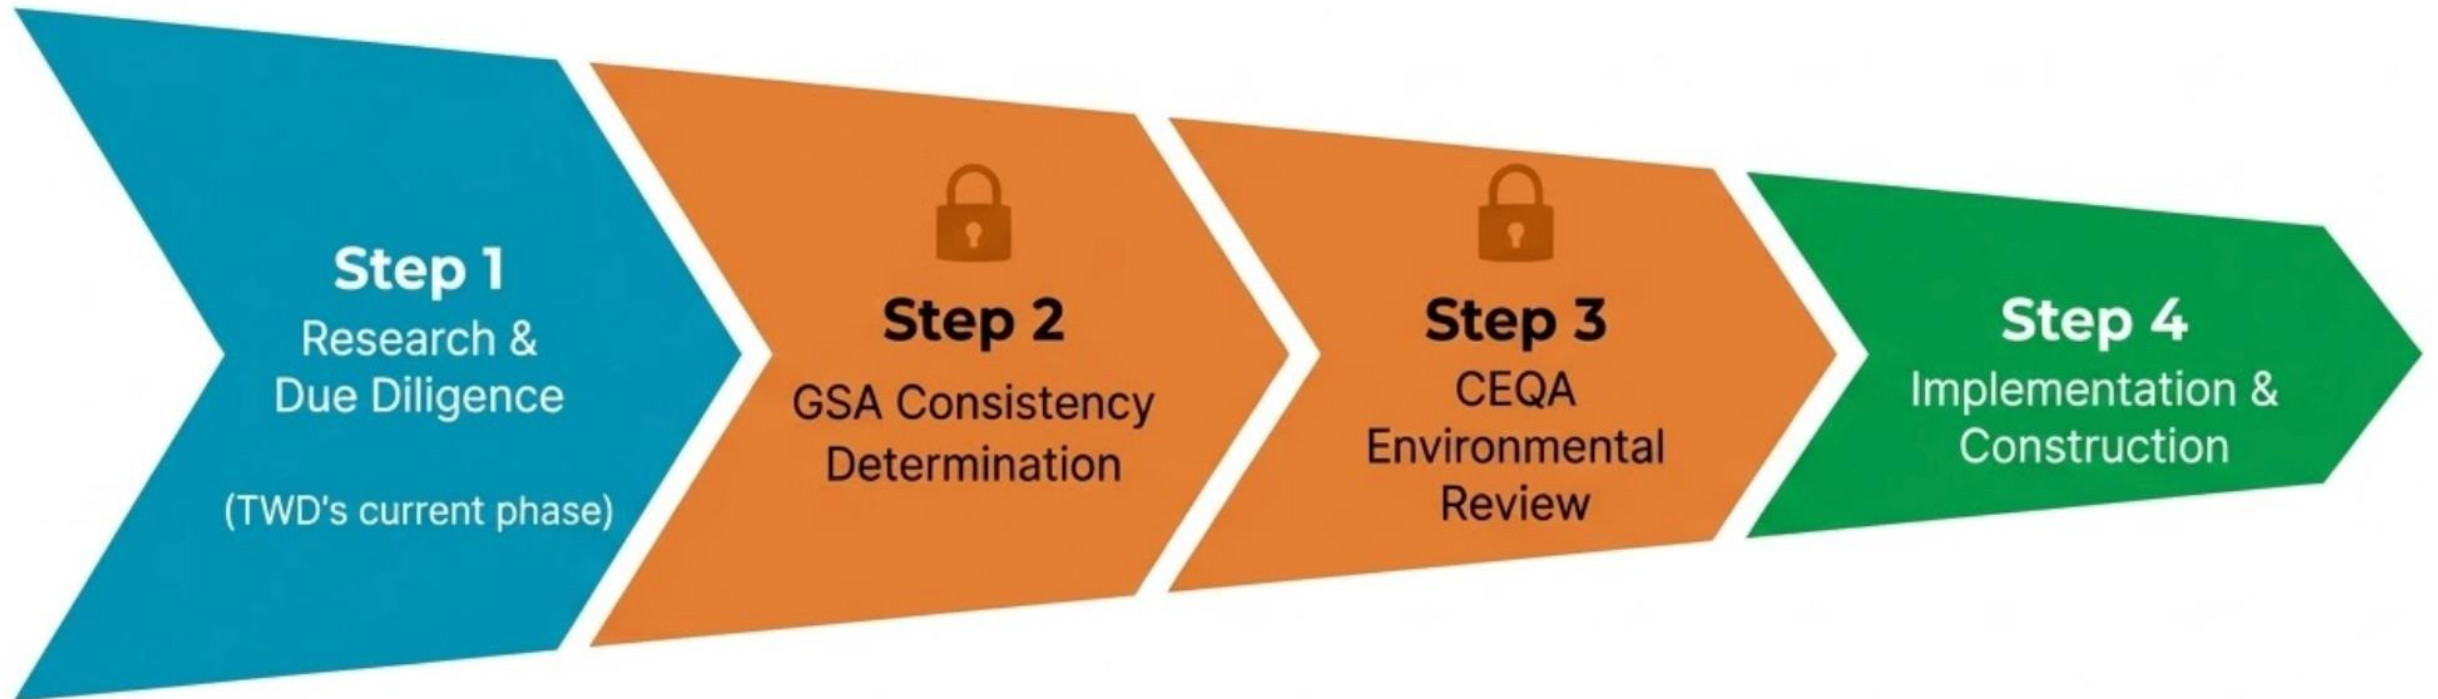 Step 1
Research &
Due Diligence
(TWD's current phase)
Step 2
GSA Consistency
Determination
Step 3
CEQA
Environmental
Review
Step 4
Implementation &
Construction